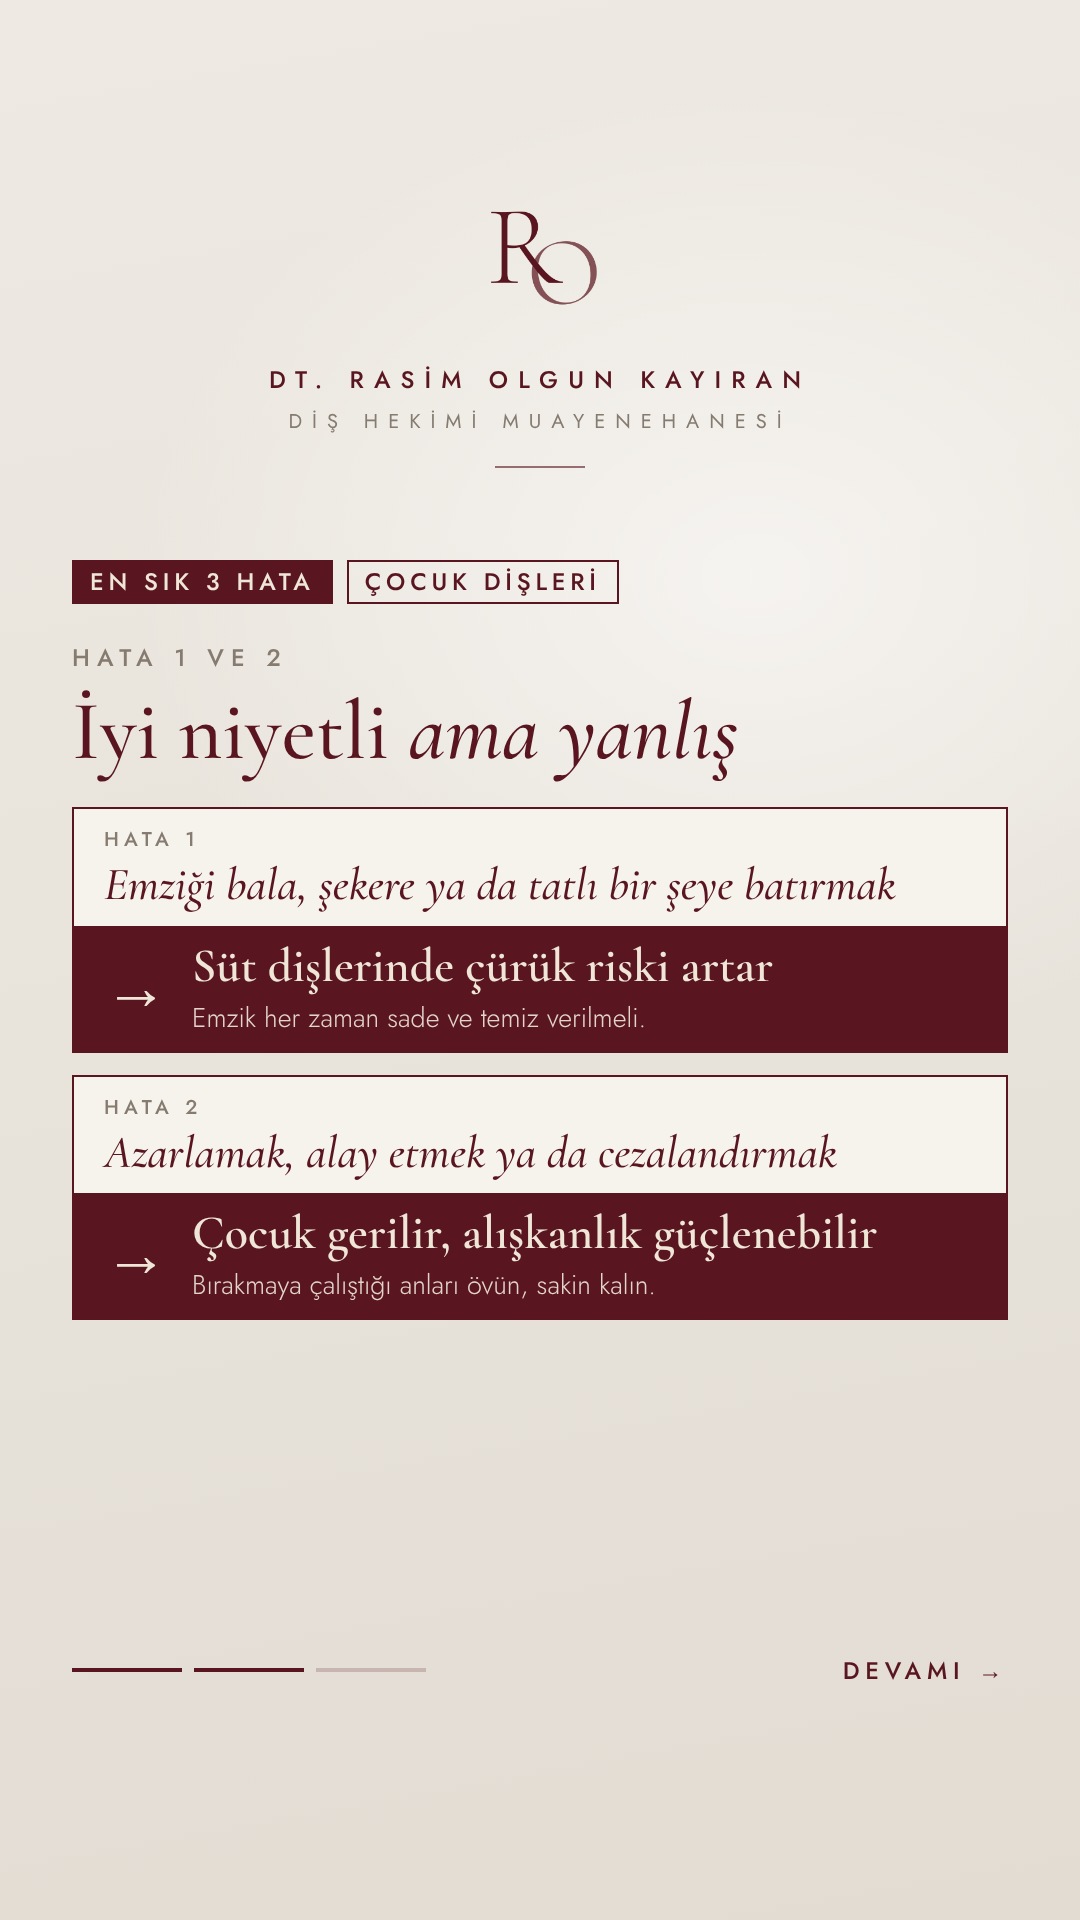 RO
DT. RASİM OLGUN KAYIRAN
DİŞ HEKİMİ MUAYENEHANESİ
EN SIK 3 HATA
ÇOCUK DİŞLERİ
HATA 1 VE 2
İyi niyetli ama yanlış
HATA 1
Emziği bala, şekere ya da tatlı bir şeye batırmak
→ Süt dişlerinde çürük riski artar
Emzik her zaman sade ve temiz verilmeli.
HATA 2
Azarlamak, alay etmek ya da cezalandırmak
→ Çocuk gerilir, alışkanlık güçlenebilir
Bırakmaya çalıştığı anları övün, sakin kalın.
DEVAMI →